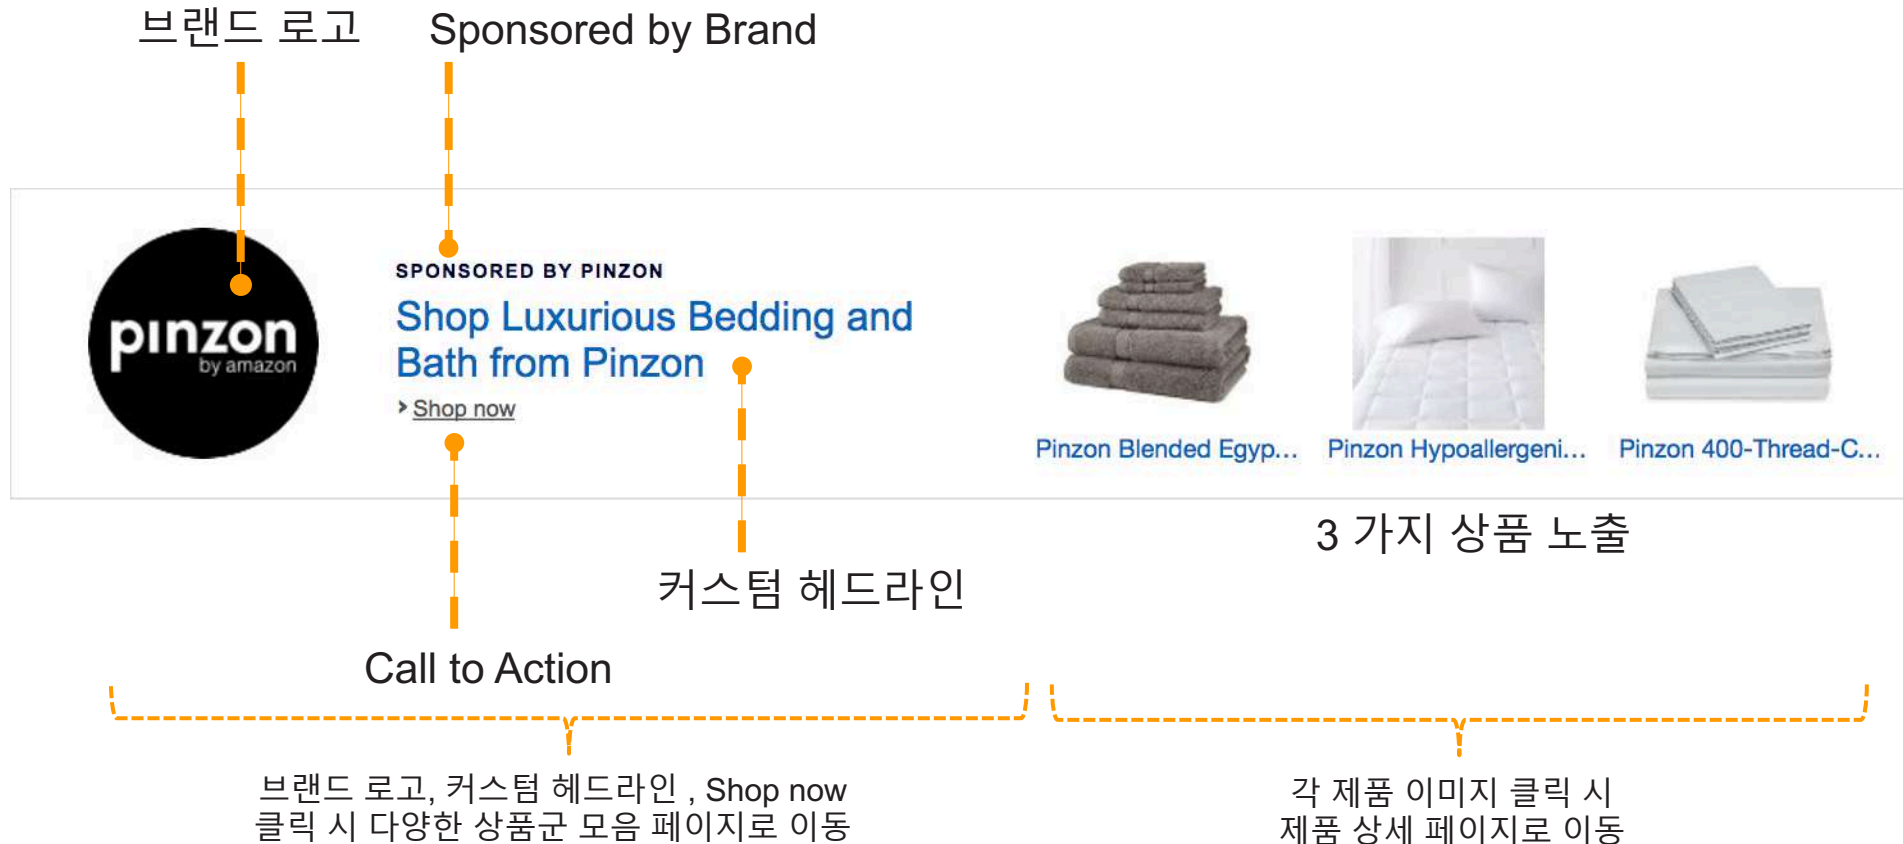 브랜드 로고
Sponsored by Brand
pinzon
by amazon
SPONSORED BY PINZON
Shop Luxurious Bedding and
Bath from Pinzon
Shop now
Pinzon Blended Egyp...
Pinzon Hypoallergeni...
Pinzon 400-Thread-C...
3 가지 상품 노출
커스텀 헤드라인
Call to Action
브랜드 로고, 커스텀 헤드라인 , Shop now
클릭 시 다양한 상품군 모음 페이지로 이동
각 제품 이미지 클릭 시
제품 상세 페이지로 이동